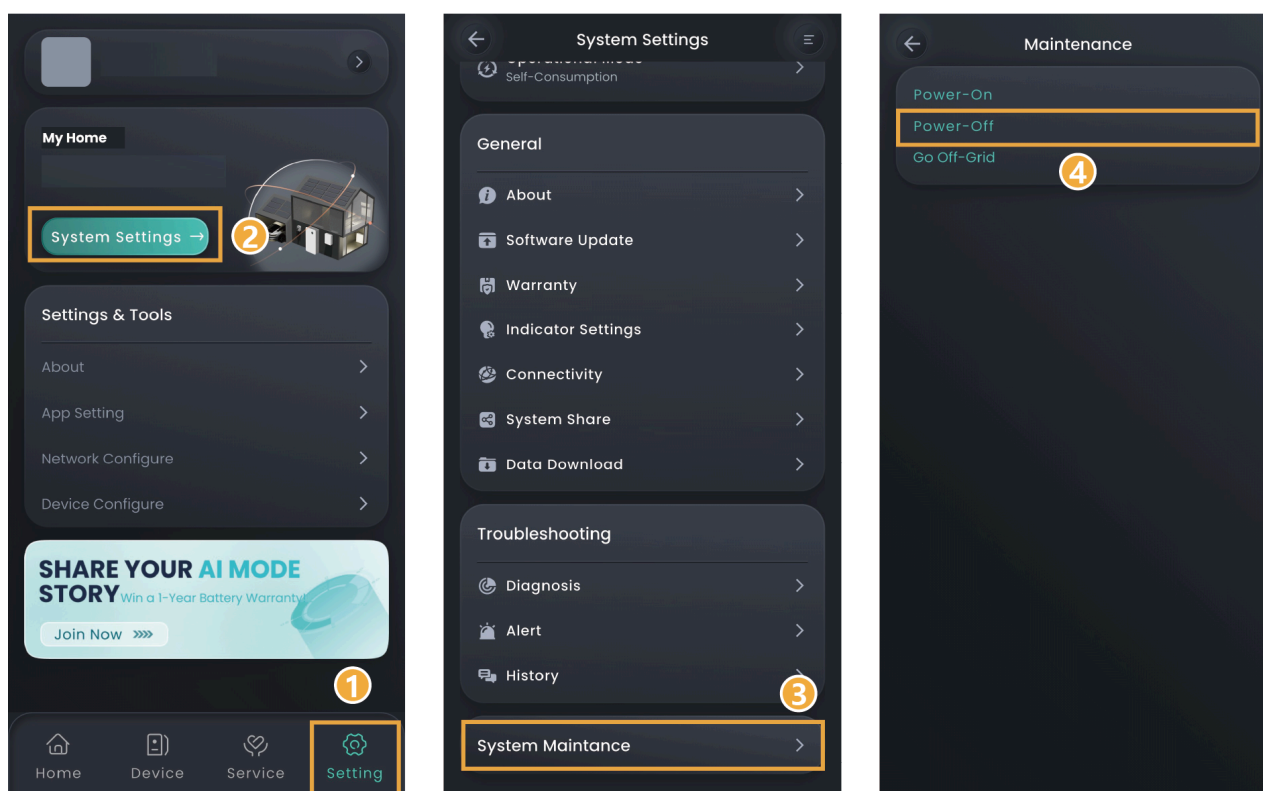 My Home
System Settings →
2
Settings & Tools
About
App Setting
Network Configure
Device Configure
SHARE YOUR AI MODE
STORY Win a 1-Year Battery Warranty!
Join Now »»
1
Home
Device
Service
Setting
System Settings
Self-Consumption
General
About
Software Update
Warranty
Indicator Settings
Connectivity
System Share
Data Download
Troubleshooting
Diagnosis
Alert
History
3
System Maintance
Maintenance
Power-On
Power-Off
Go Off-Grid
4